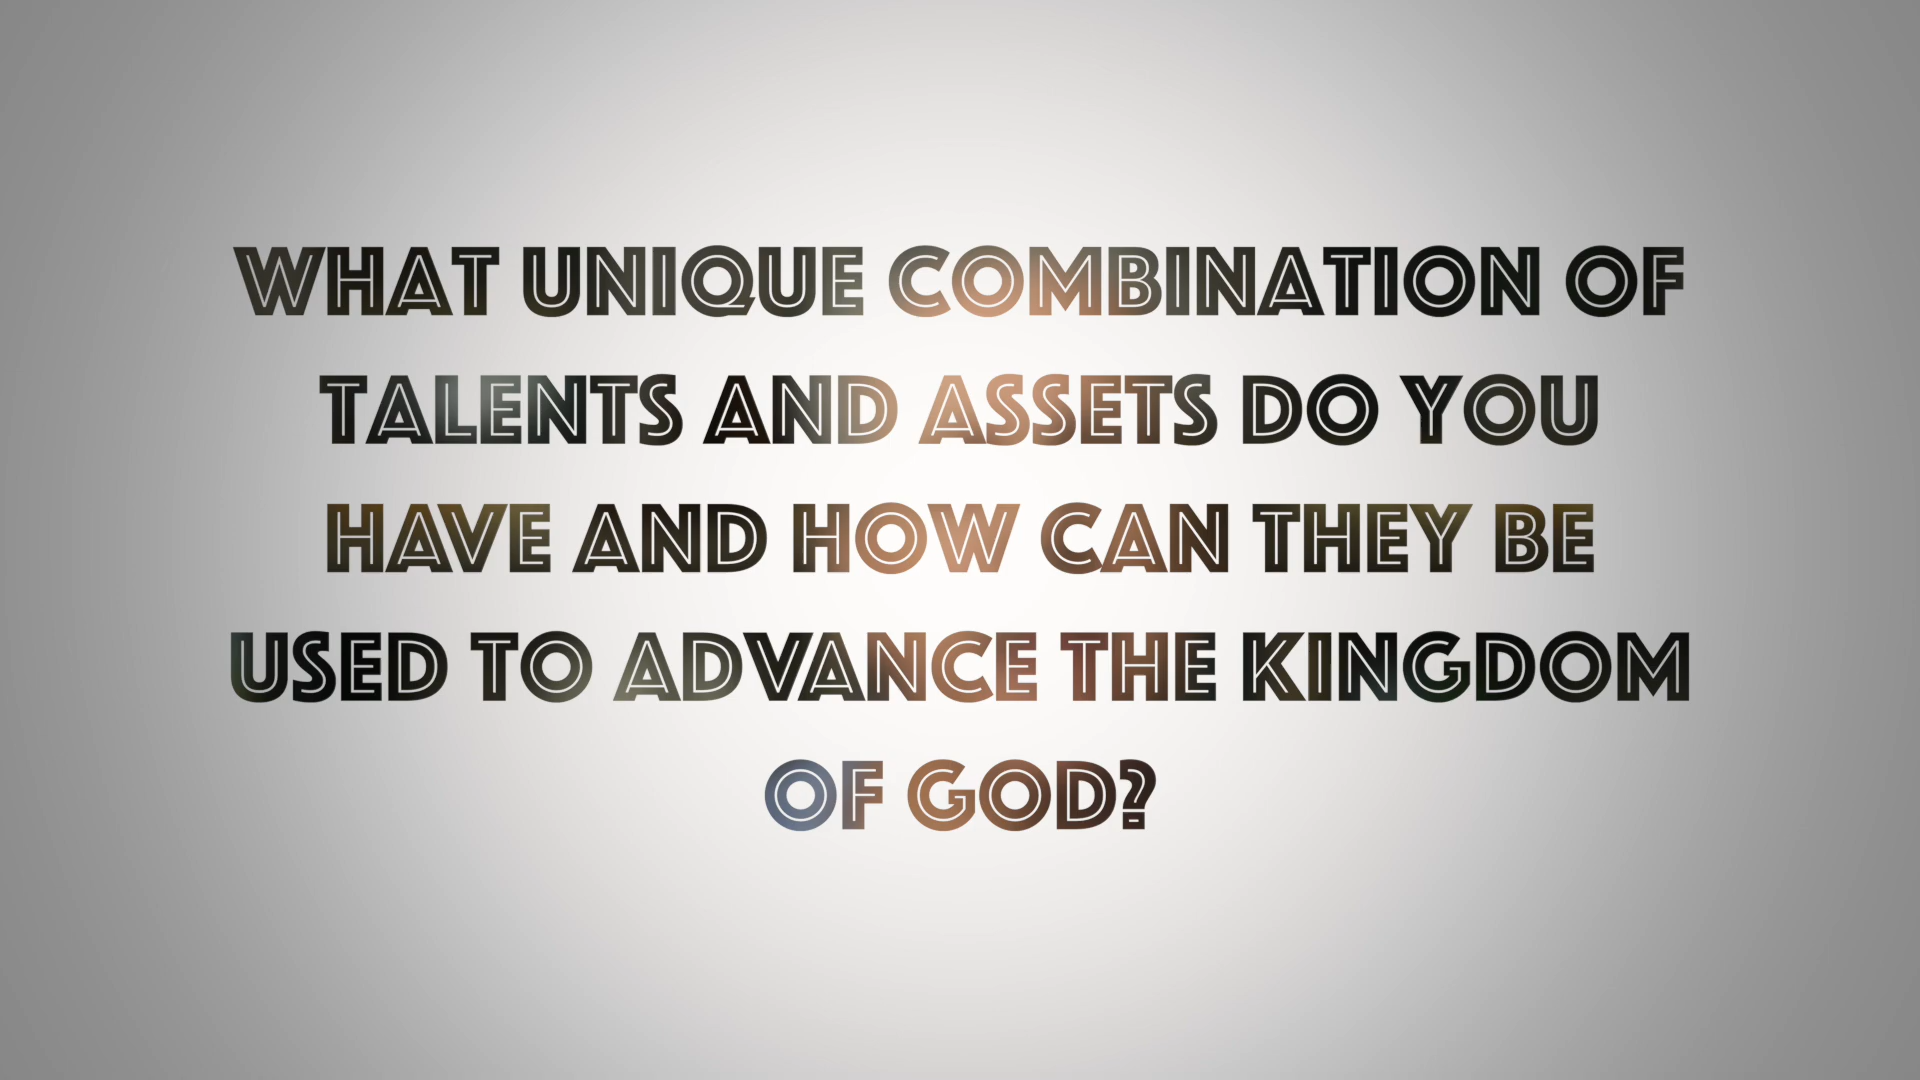 WHAT UNIQUE COMBINATION OF
TALENTS AND ASSETS DO YOU
HAVE AND HOW CAN THEY BE
USED TO ADVANCE THE KINGDOM
OF GOD?